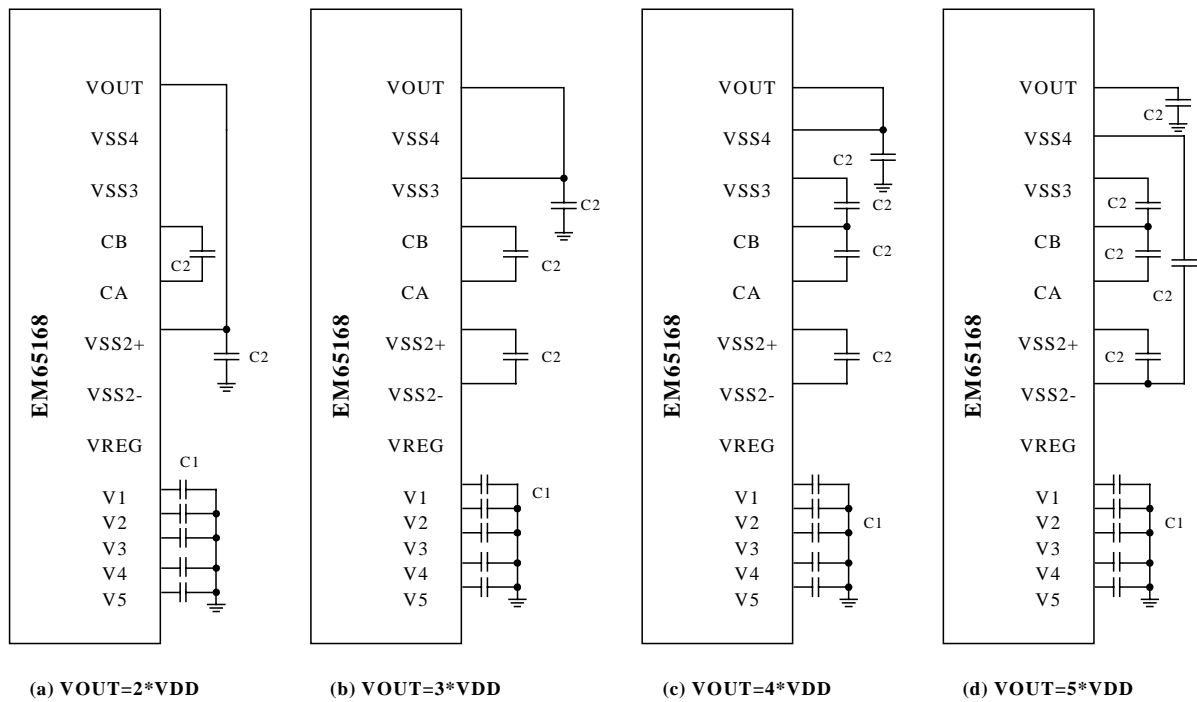 VOUT
VSS4
VSS3
CB
C2
CA
VSS2+
C2
VSS2-
VREG
C1
V1
V2
V3
V4
V5
EM65168
(a) VOUT=2*VDD
VOUT
VSS4
VSS3
C2
CB
C2
CA
VSS2+
C2
VSS2-
VREG
C1
V1
V2
V3
V4
V5
EM65168
(b) VOUT=3*VDD
VOUT
VSS4
C2
VSS3
C2
CB
C2
CA
VSS2+
C2
VSS2-
VREG
V1
C1
V2
V3
V4
V5
EM65168
(c) VOUT=4*VDD
VOUT
C2
VSS4
VSS3
C2
CB
C2
CA
C2
VSS2+
C2
VSS2-
VREG
V1
C1
V2
V3
V4
V5
EM65168
(d) VOUT=5*VDD